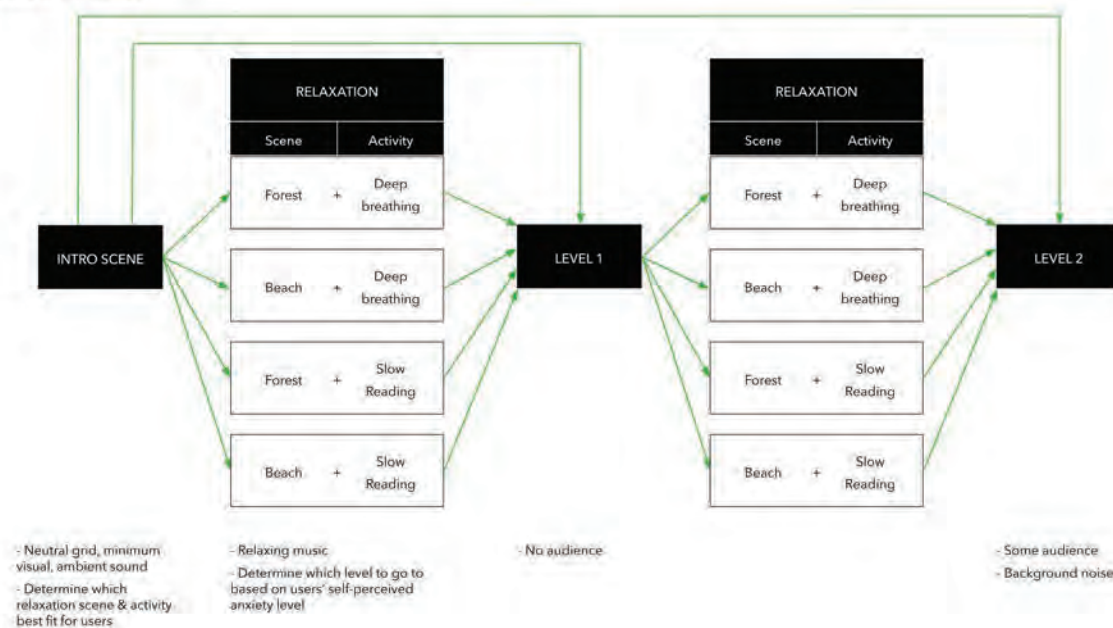 RELAXATION
Scene
Activity
Forest
+
Deep
breathing
Beach
+
Deep
breathing
Forest
+
Slow
Reading
Beach
+
Slow
Reading
INTRO SCENE
LEVEL 1
RELAXATION
Scene
Activity
Forest
+
Deep
breathing
Beach
+
Deep
breathing
Forest
+
Slow
Reading
Beach
+
Slow
Reading
LEVEL 2
- Neutral grid, minimum
visual, ambient sound
- Determine which
relaxation scene & activity
best fit for users
- Relaxing music
- Determine which level to go to
based on users' self-perceived
anxiety level
- No audience
- Some audience
- Background noise